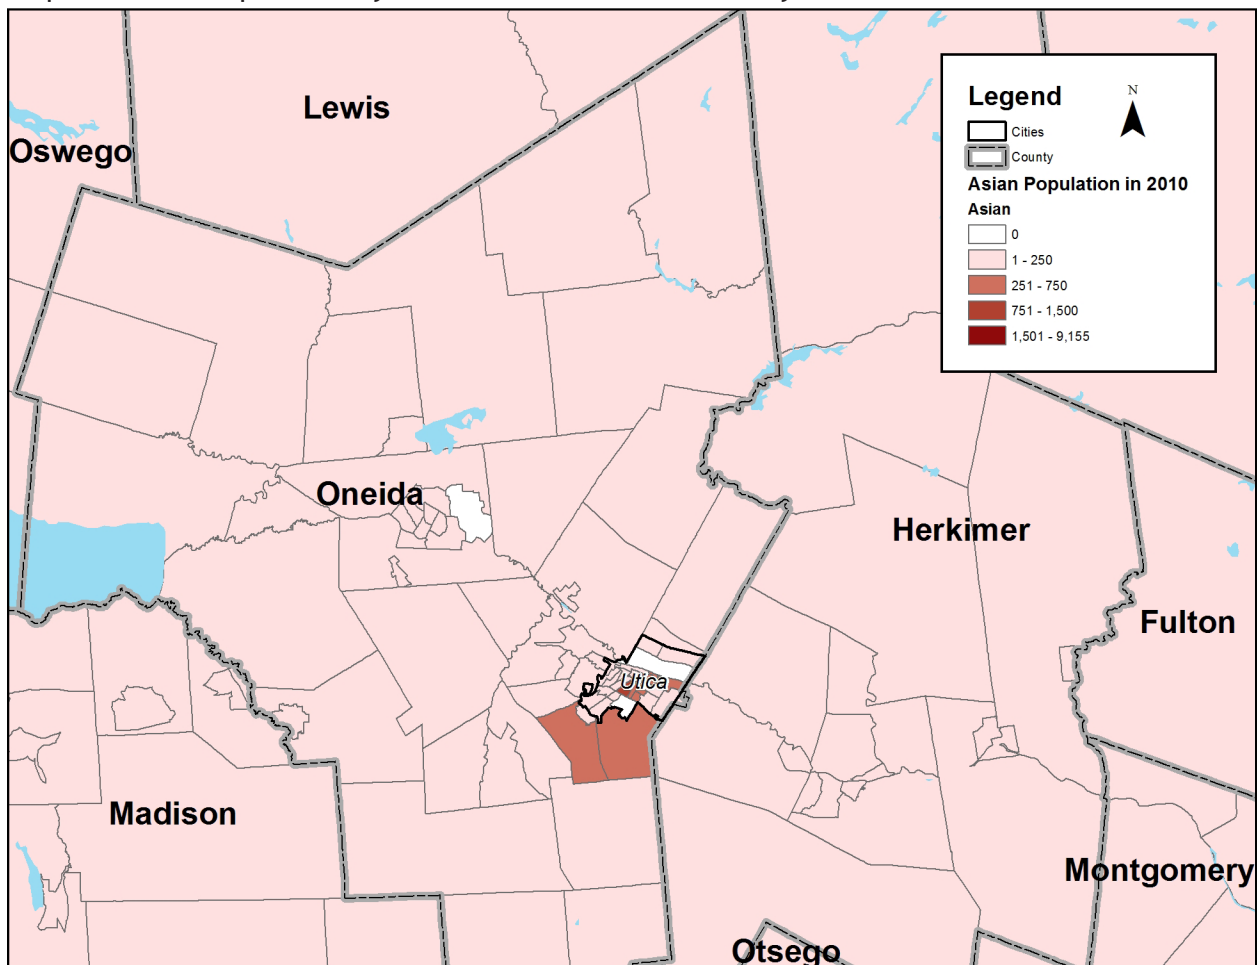 Lewis
Oswego
Legend
N
Cities
County
Asian Population in 2010
Asian
0
1 - 250
251 - 750
751 - 1,500
1,501 - 9,155
Oneida
Herkimer
Fulton
Utica
Madison
Montgomery
Otsego